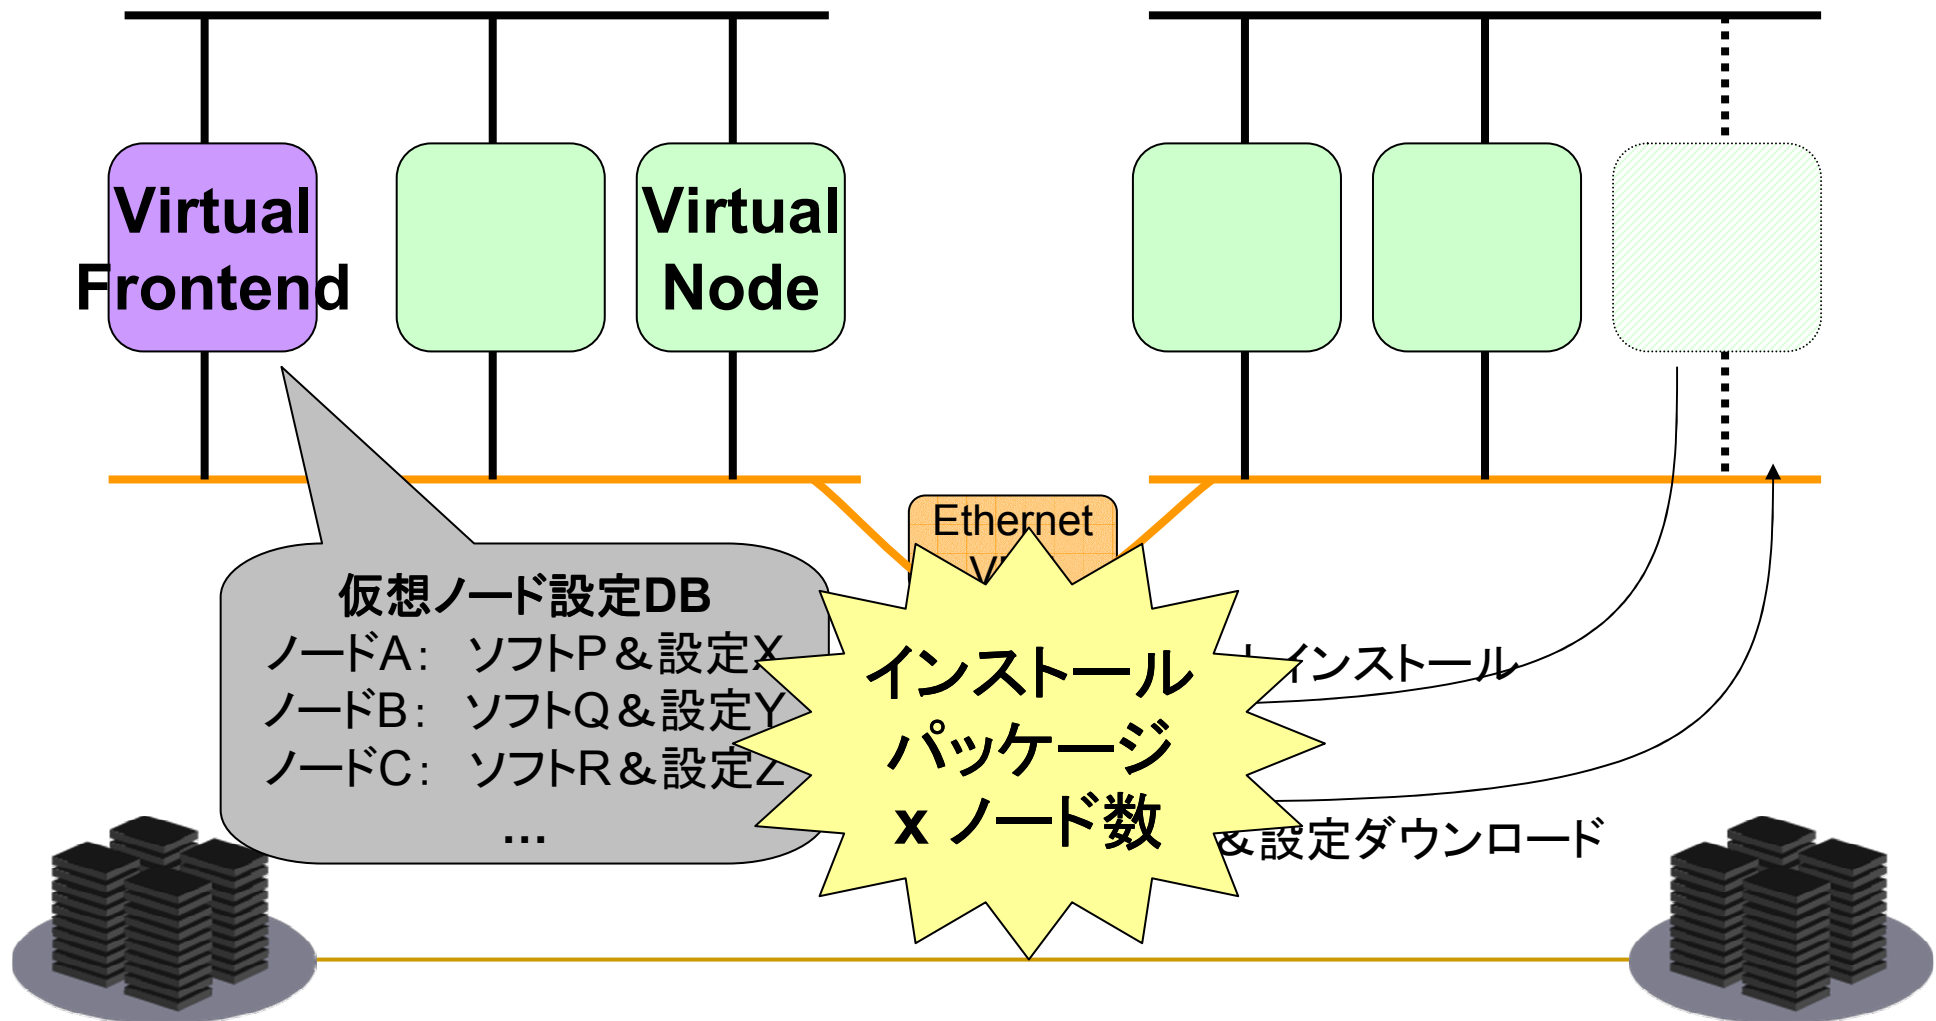 Virtual
Frontend
Virtual
Node
Ethernet
仮想ノード設定DB
ノードA： ソフトP＆設定X
ノードB： ソフトQ＆設定Y
ノードC： ソフトR＆設定Z
…
インストール
パッケージ
x ノード数
インストール
＆設定ダウンロード